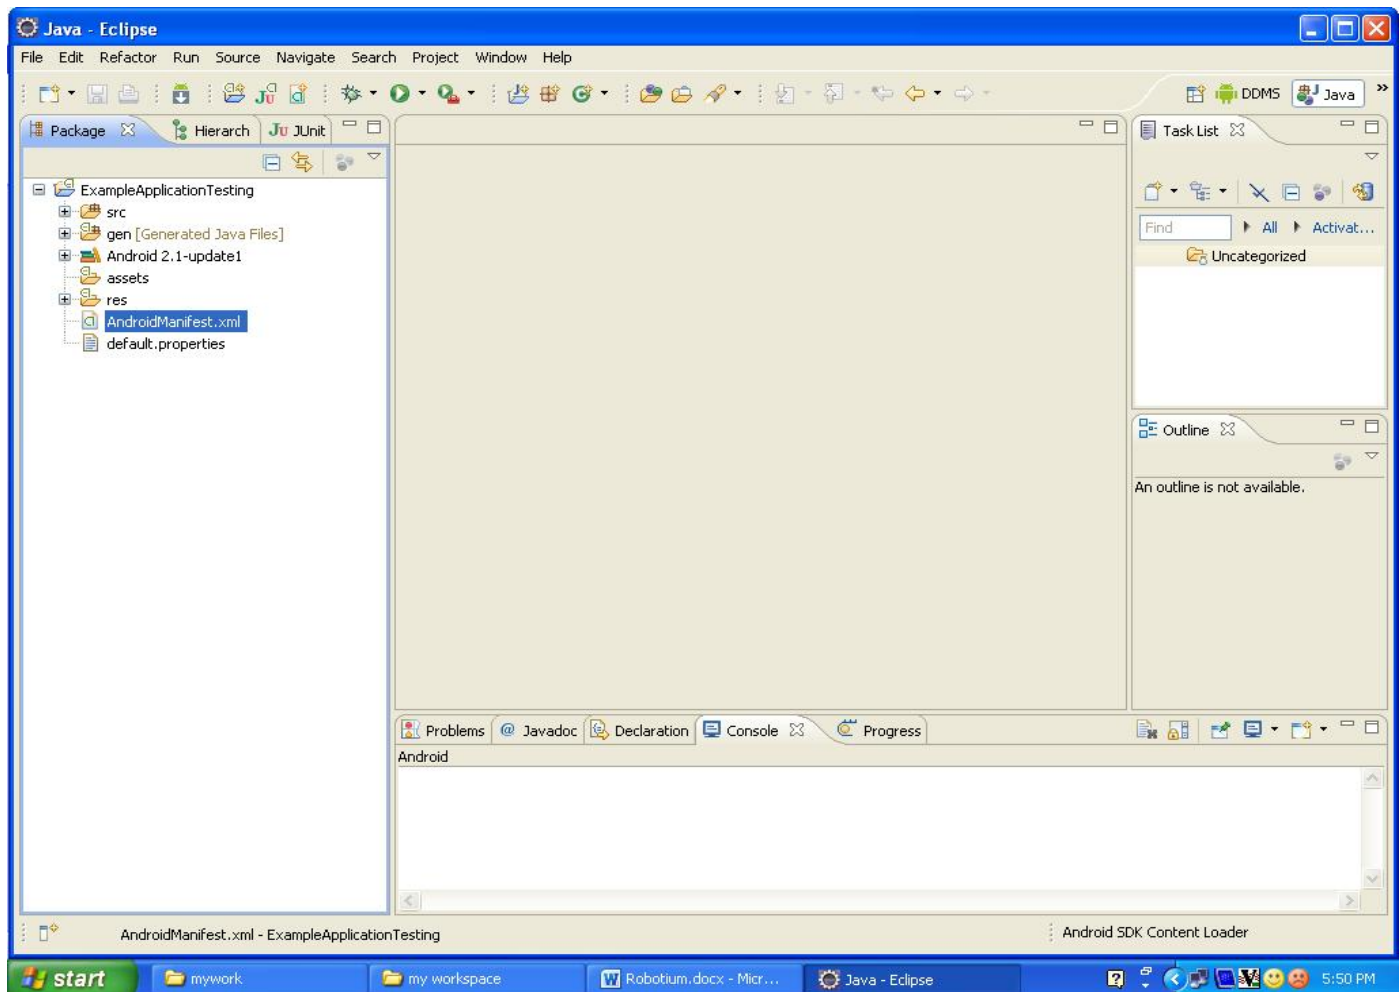 Java - Eclipse
File Edit Refactor Run Source Navigate Search Project Window Help
DDMS Java »
Package Hierarch JUnit
Task List
ExampleApplicationTesting
src
gen [Generated Java Files]
Android 2.1-update1
assets
res
AndroidManifest.xml
default.properties
Find All Activat...
Uncategorized
Outline
An outline is not available.
Problems @ Javadoc Declaration Console Progress
Android
AndroidManifest.xml - ExampleApplicationTesting
Android SDK Content Loader
start mywork my workspace Robotium.docx - Micr... Java - Eclipse 5:50 PM